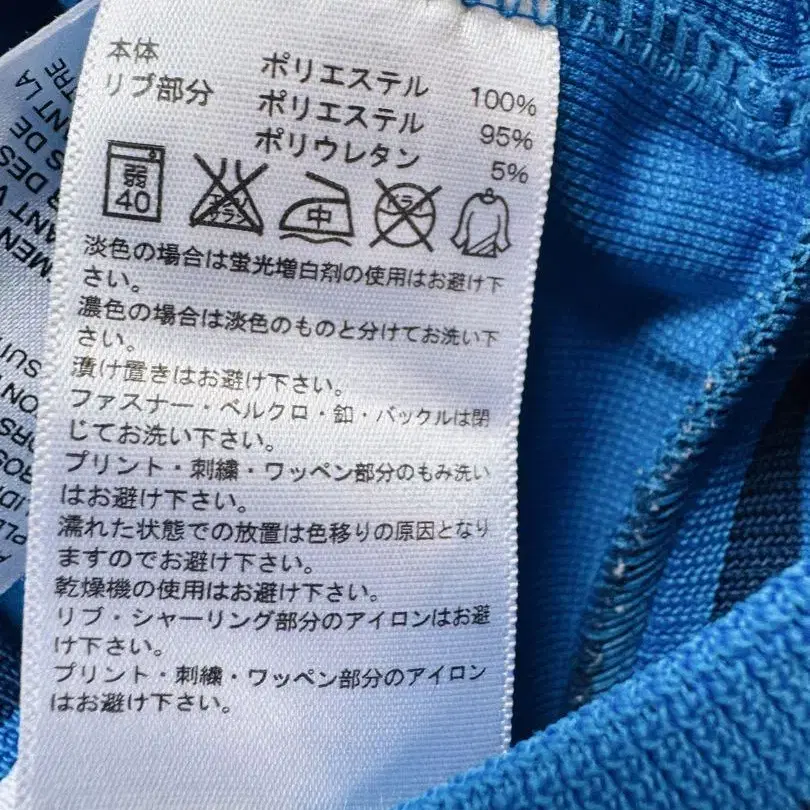 本体 ポリエステル 100%
リブ部分 ポリエステル 95%
ポリウレタン 5%
弱
40
エンソ
サラシ
中
ドライ
淡色の場合は蛍光増白剤の使用はお避け下
さい。
濃色の場合は淡色のものと分けてお洗い下
さい。
漬け置きはお避け下さい。
ファスナー・ベルクロ・釦・バックルは閉
じてお洗い下さい。
プリント・刺繍・ワッペン部分のもみ洗い
はお避け下さい。
濡れた状態での放置は色移りの原因となり
ますのでお避け下さい。
乾燥機の使用はお避け下さい。
リブ・シャーリング部分のアイロンはお避
け下さい。
プリント・刺繍・ワッペン部分のアイロン
はお避け下さい。